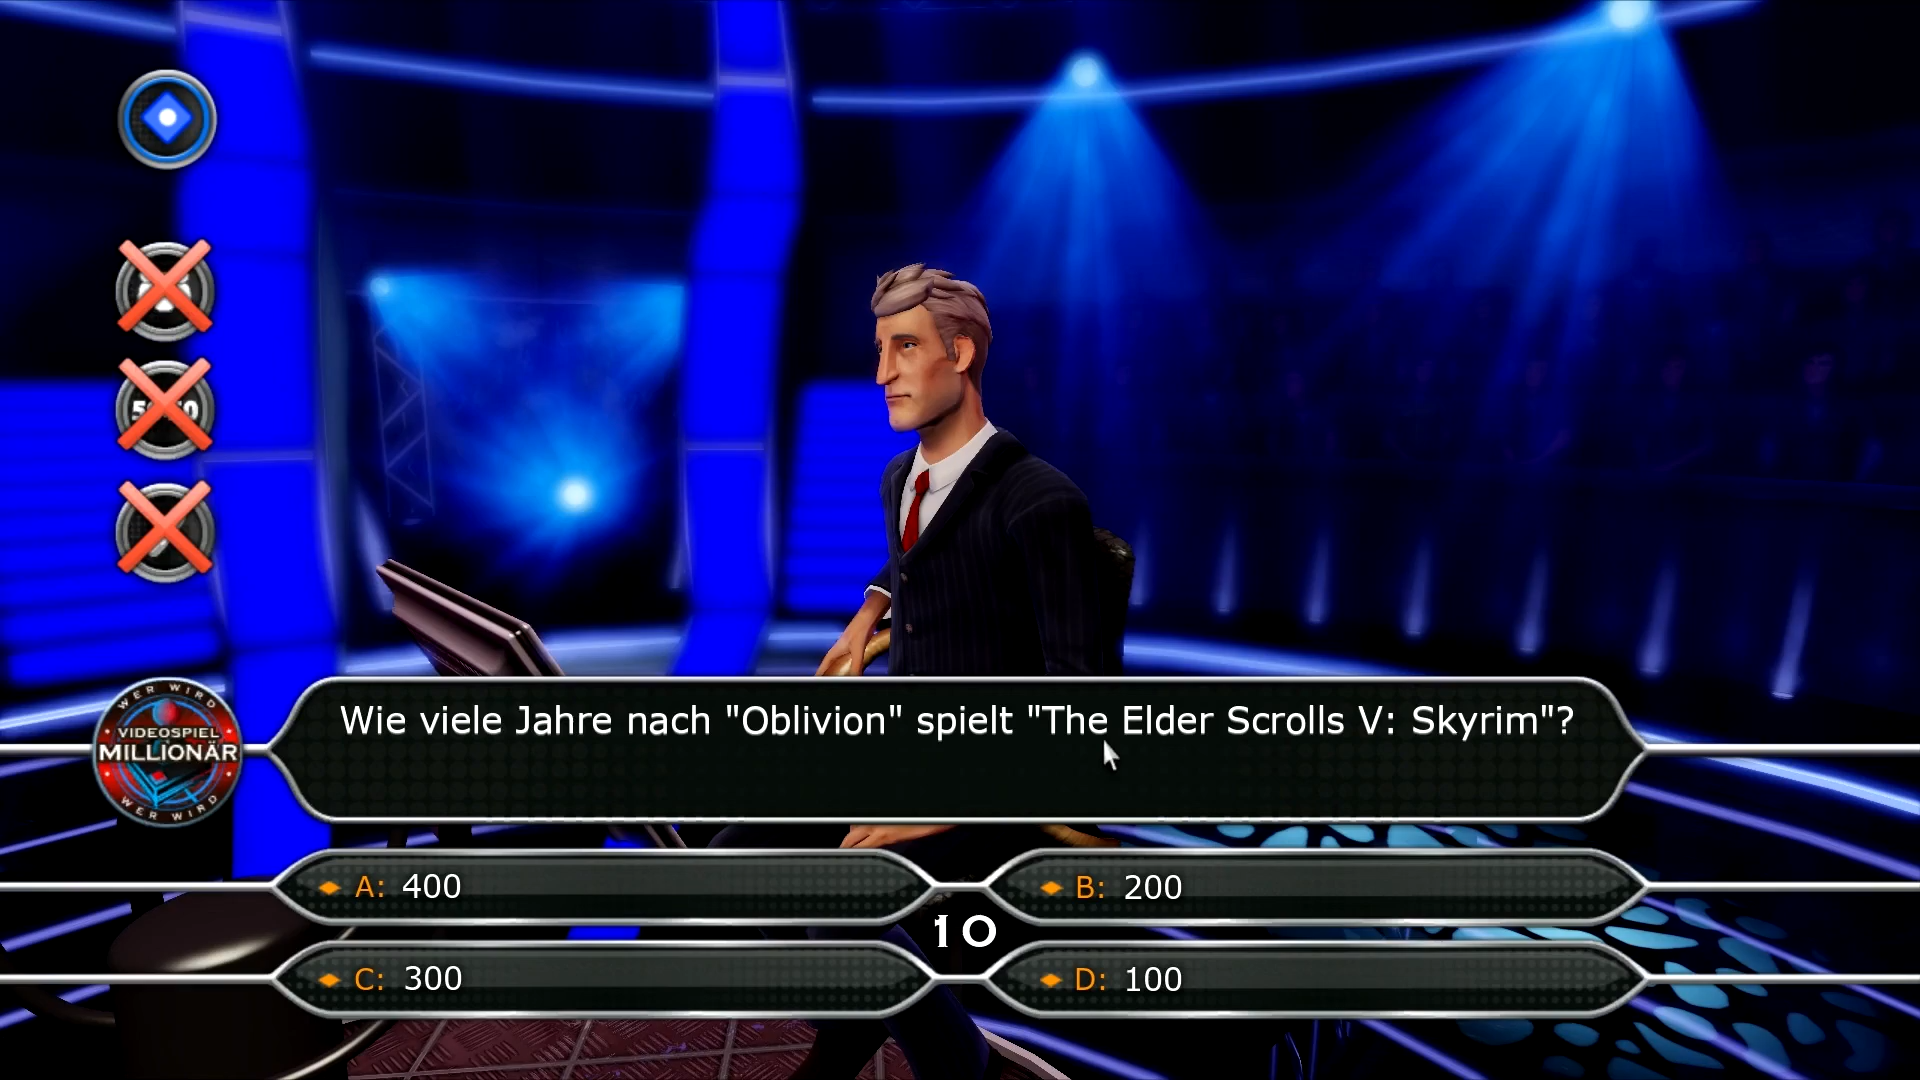 Wie viele Jahre nach "Oblivion" spielt "The Elder Scrolls V: Skyrim"?
WER WIRD
VIDEOSPIEL
MILLIONÄR
WER WIRD
A: 400
B: 200
10
C: 300
D: 100